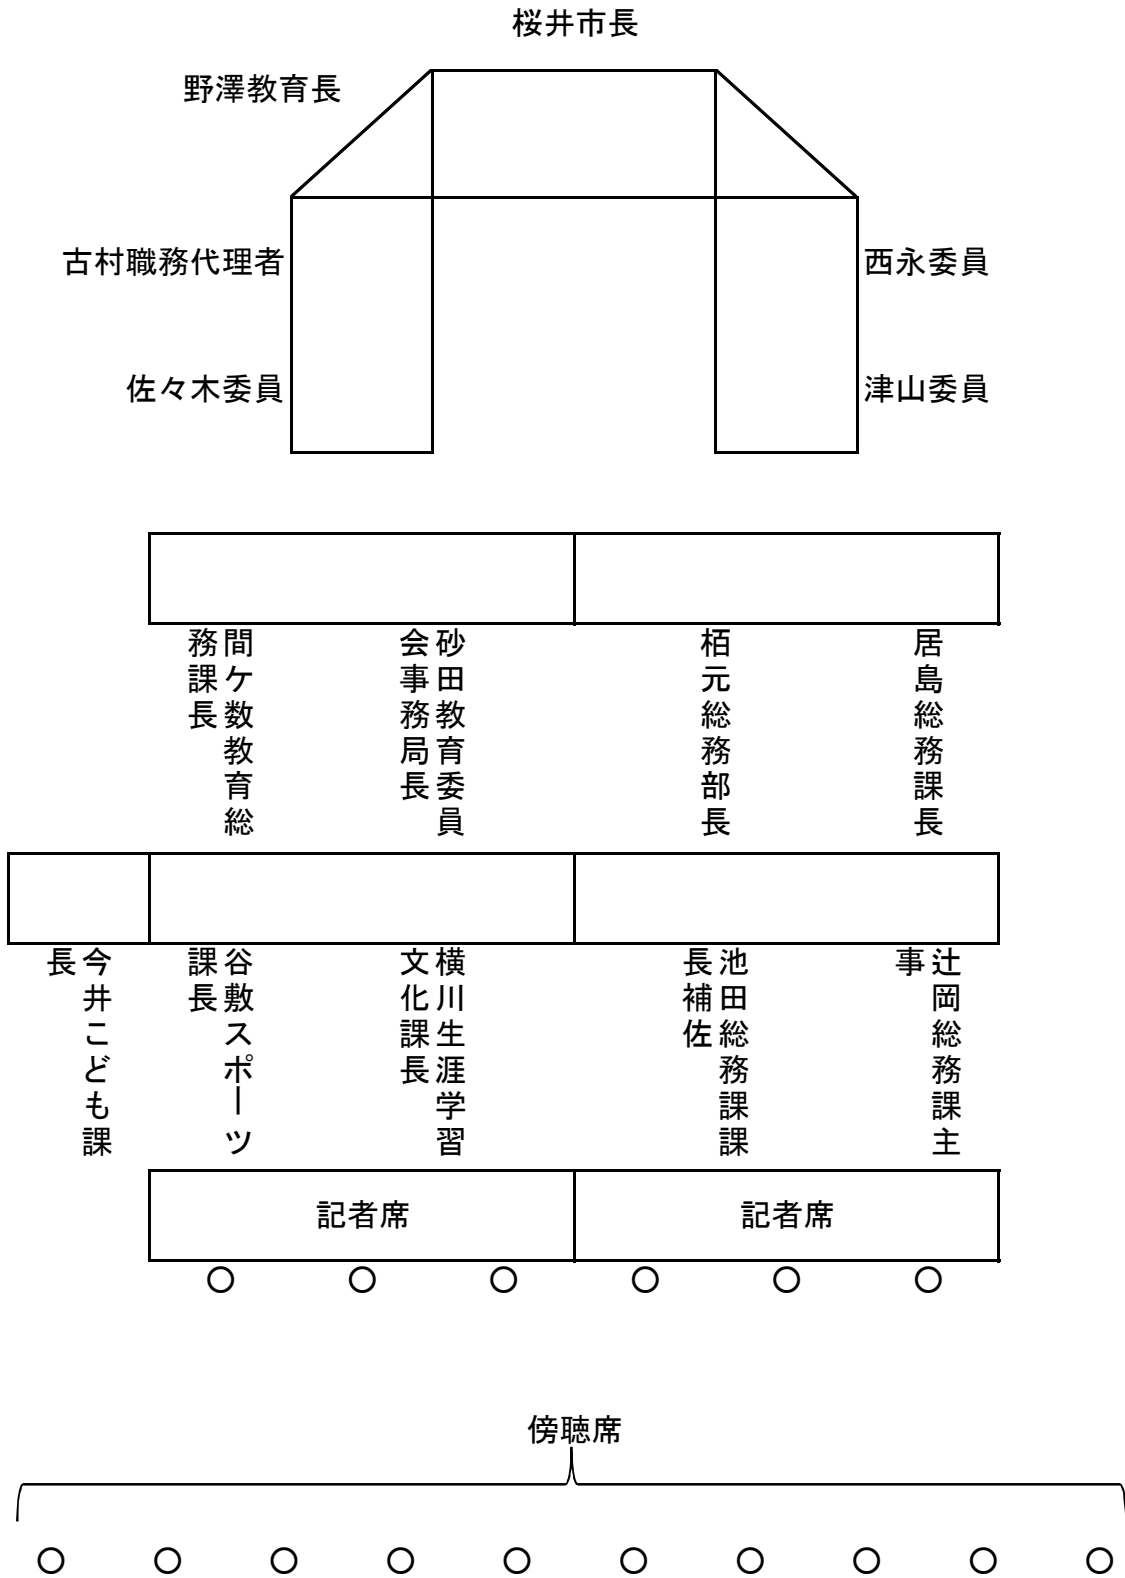 桜井市長
野澤教育長
古村職務代理者
西永委員
佐々木委員
津山委員
間ケ数教育総
務課長
砂田教育委員
会事務局長
栢元総務部長
居島総務課長
今井こども課
長
谷敷スポーツ
課長
横川生涯学習
文化課長
池田総務課課
長補佐
辻岡総務課主
事
記者席
記者席
○ ○ ○ ○ ○ ○
傍聴席
○ ○ ○ ○ ○ ○ ○ ○ ○ ○